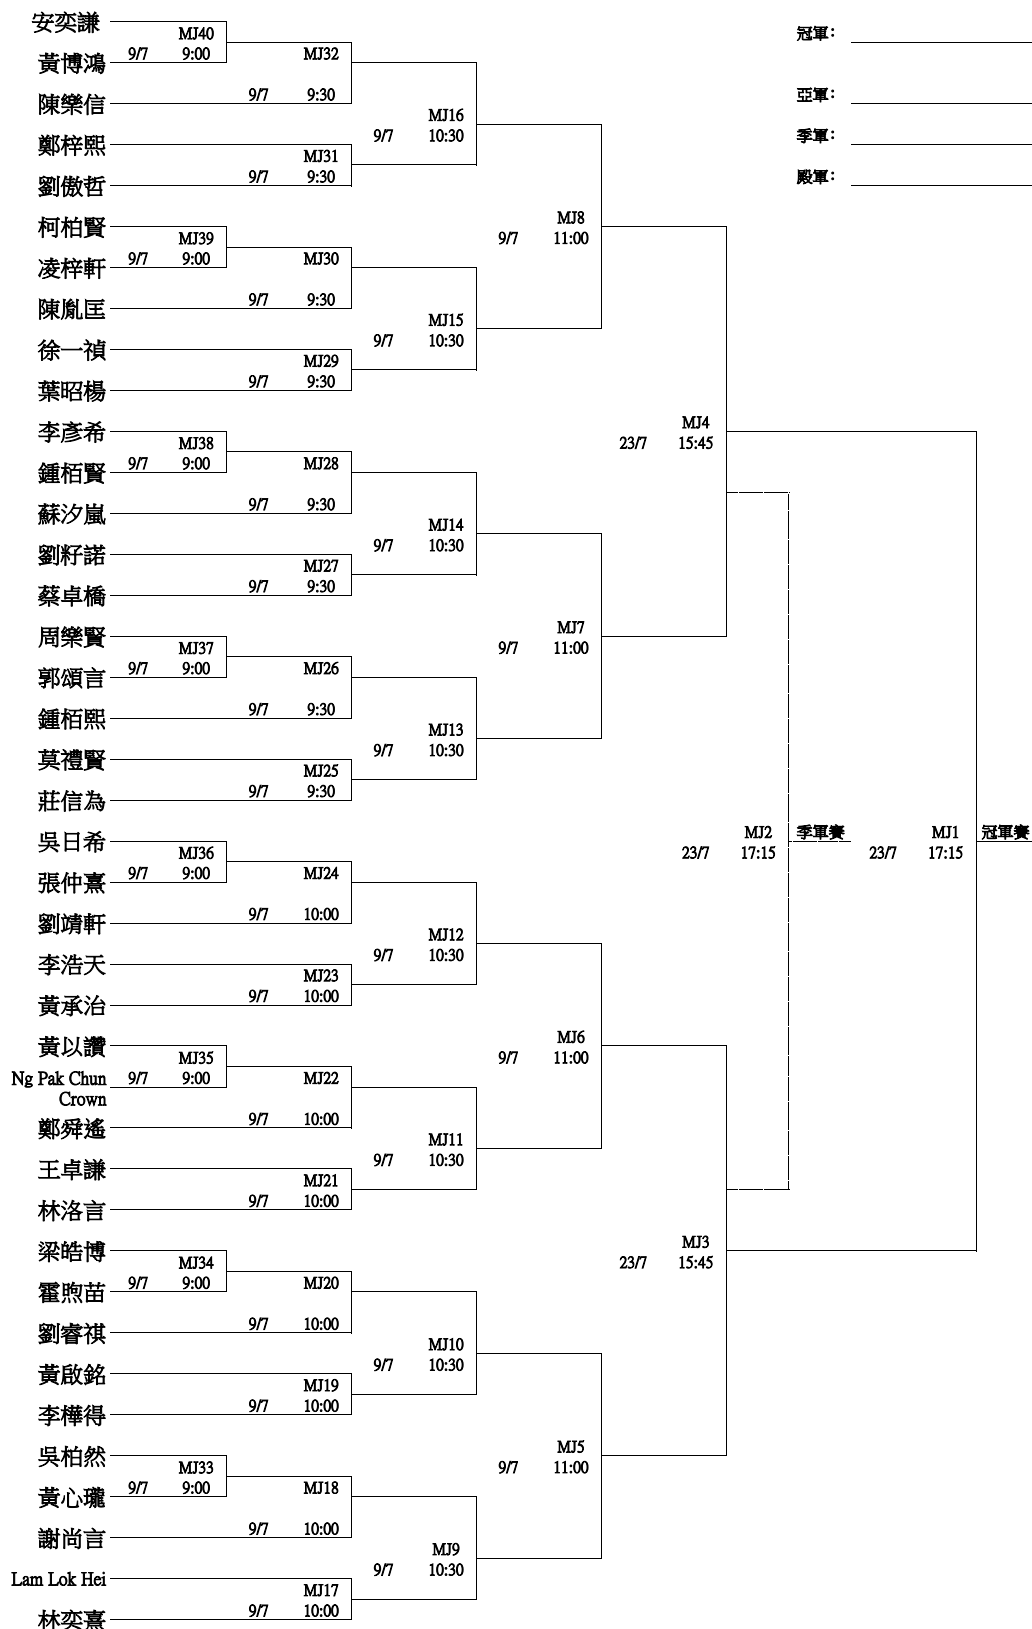 安奕謙
MJ40
冠軍：
9/7 9:00
MJ32
黃博鴻
9/7 9:30
亞軍：
陳樂信
MJ16
9/7 10:30
季軍：
鄭梓熙
MJ31
9/7 9:30
殿軍：
劉傲哲
柯柏賢
MJ8
MJ39
9/7 11:00
9/7 9:00
MJ30
凌梓軒
9/7 9:30
陳胤匡
MJ15
9/7 10:30
徐一禎
MJ29
9/7 9:30
葉昭楊
李彥希
MJ4
MJ38
23/7 15:45
9/7 9:00
MJ28
鍾栢賢
9/7 9:30
蘇汐嵐
MJ14
9/7 10:30
劉籽諾
MJ27
9/7 9:30
蔡卓橋
周樂賢
MJ7
MJ37
9/7 11:00
9/7 9:00
MJ26
郭頌言
9/7 9:30
鍾栢熙
MJ13
9/7 10:30
莫禮賢
MJ25
9/7 9:30
莊信為
吳日希
MJ2
季軍賽
MJ1
冠軍賽
MJ36
23/7 17:15
23/7 17:15
9/7 9:00
MJ24
張仲熹
9/7 10:00
劉靖軒
MJ12
9/7 10:30
李浩天
MJ23
9/7 10:00
黃承治
黃以讚
MJ6
MJ35
9/7 11:00
Ng Pak Chun
Crown
9/7 9:00
MJ22
9/7 10:00
鄭舜遙
MJ11
9/7 10:30
王卓謙
MJ21
9/7 10:00
林洛言
梁皓博
MJ3
MJ34
23/7 15:45
9/7 9:00
MJ20
霍煦苗
9/7 10:00
劉睿祺
MJ10
9/7 10:30
黃啟銘
MJ19
9/7 10:00
李樺得
吳柏然
MJ5
MJ33
9/7 11:00
9/7 9:00
MJ18
黃心瓏
9/7 10:00
謝尚言
MJ9
9/7 10:30
Lam Lok Hei
MJ17
9/7 10:00
林奕熹